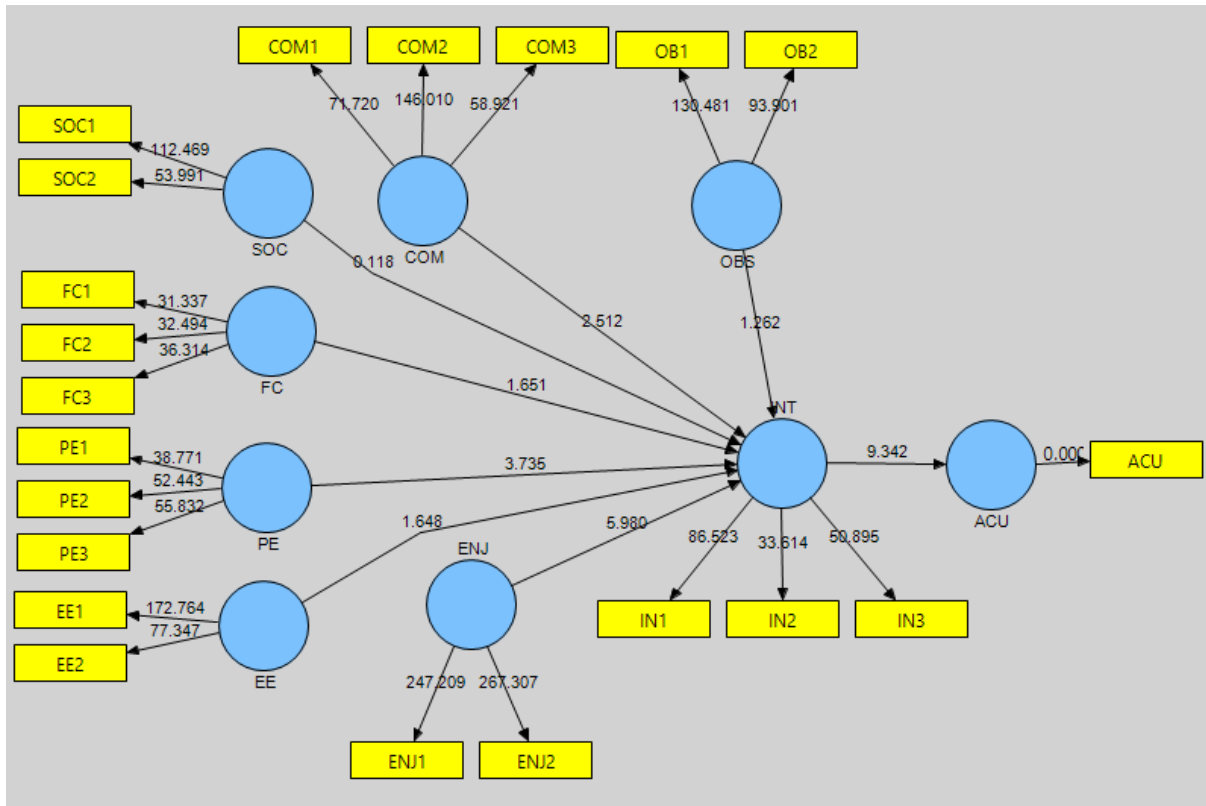 COM1
COM2
COM3
OB1
OB2
71.720
146.010
58.921
130.481
93.901
SOC1
SOC2
112.469
53.991
SOC
COM
OBS
0.118
2.512
1.262
FC1
FC2
FC3
31.337
32.494
36.314
FC
1.651
PE1
PE2
PE3
38.771
52.443
55.832
PE
3.735
INT
9.342
0.000
ACU
ACU
1.648
5.980
ENJ
86.523
33.614
50.895
EE1
EE2
172.764
77.347
EE
IN1
IN2
IN3
247.209
267.307
ENJ1
ENJ2